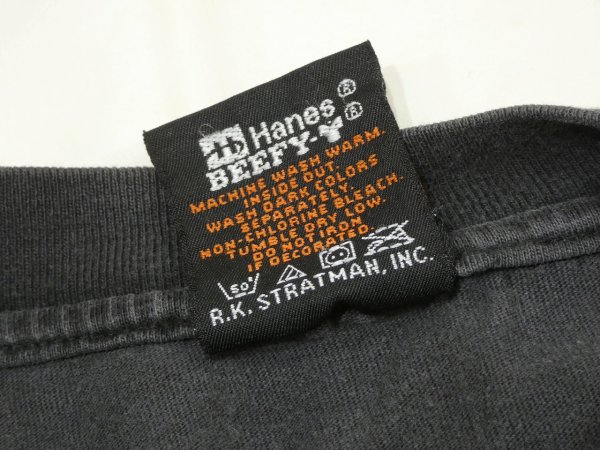 Hanes®
BEEFY-T®
MACHINE WASH WARM.
INSIDE OUT.
WASH DARK COLORS
SEPARATELY.
NON-CHLORINE BLEACH.
TUMBLE DRY LOW.
DO NOT IRON
IF DECORATED.
50°
R.K. STRATMAN, INC.